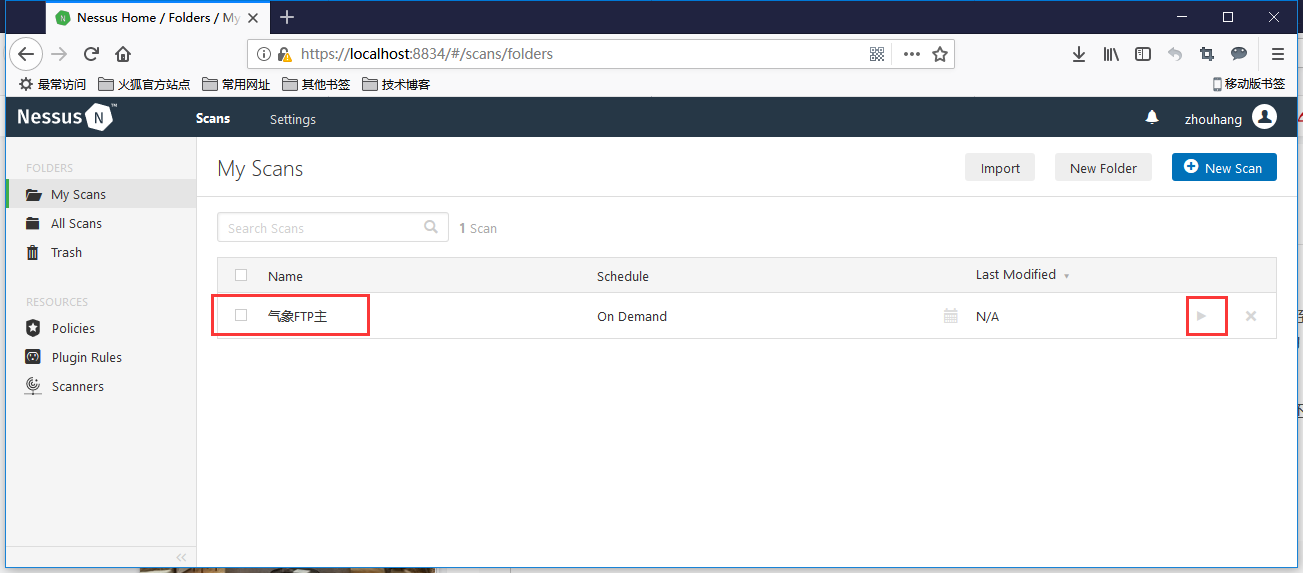 Nessus Home / Folders / My
https://localhost:8834/#/scans/folders
最常访问 火狐官方站点 常用网址 其他书签 技术博客 移动版书签
Nessus N ™ Scans Settings zhouhang
FOLDERS
My Scans
All Scans
Trash
RESOURCES
Policies
Plugin Rules
Scanners
My Scans Import New Folder New Scan
Search Scans 1 Scan
Name Schedule Last Modified
气象FTP主 On Demand N/A